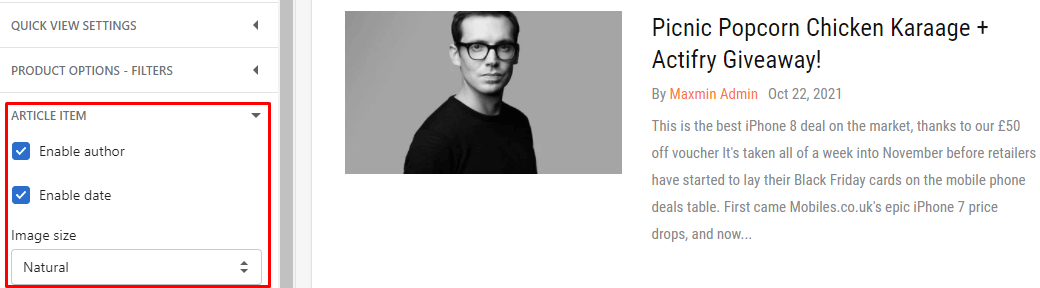 QUICK VIEW SETTINGS
PRODUCT OPTIONS - FILTERS
ARTICLE ITEM
Enable author
Enable date
Image size
Natural
Picnic Popcorn Chicken Karaage +
Actifry Giveaway!
By Maxmin Admin Oct 22, 2021
This is the best iPhone 8 deal on the market, thanks to our £50
off voucher It's taken all of a week into November before retailers
have started to lay their Black Friday cards on the mobile phone
deals table. First came Mobiles.co.uk's epic iPhone 7 price
drops, and now...